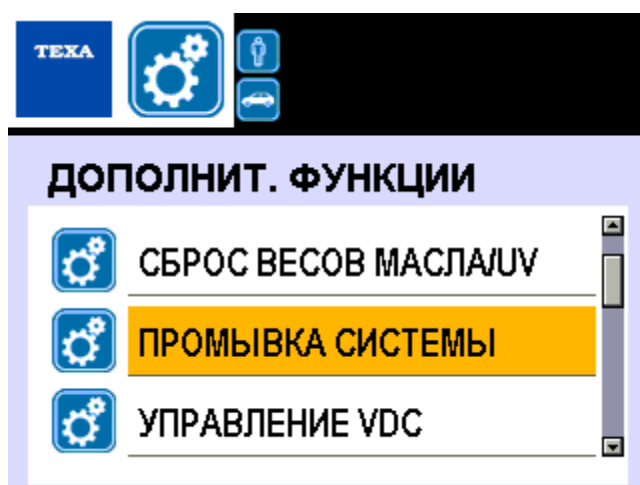 TEXA
ДОПОЛНИТ. ФУНКЦИИ
СБРОС ВЕСОВ МАСЛА/UV
ПРОМЫВКА СИСТЕМЫ
УПРАВЛЕНИЕ VDC